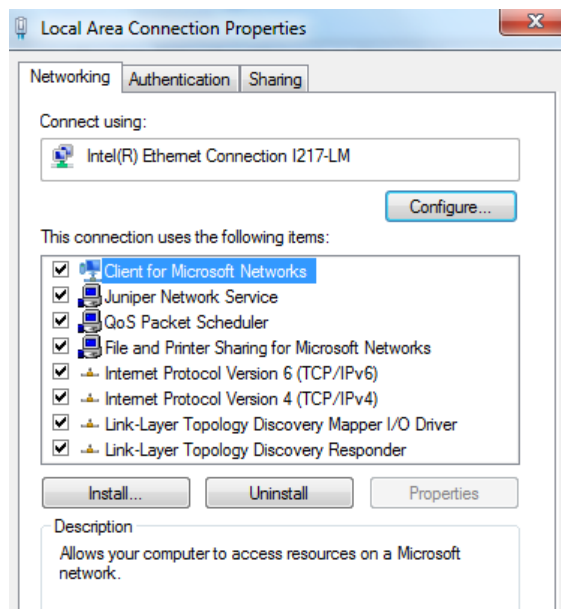 Local Area Connection Properties
Networking
Authentication
Sharing
Connect using:
Intel(R) Ethernet Connection I217-LM
Configure...
This connection uses the following items:
Client for Microsoft Networks
Juniper Network Service
QoS Packet Scheduler
File and Printer Sharing for Microsoft Networks
Internet Protocol Version 6 (TCP/IPv6)
Internet Protocol Version 4 (TCP/IPv4)
Link-Layer Topology Discovery Mapper I/O Driver
Link-Layer Topology Discovery Responder
Install...
Uninstall
Properties
Description
Allows your computer to access resources on a Microsoft
network.